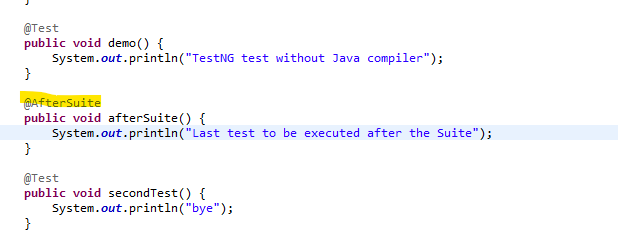 }
@Test
public void demo() {
System.out.println("TestNG test without Java compiler");
}
@AfterSuite
public void afterSuite() {
System.out.println("Last test to be executed after the Suite");
}
@Test
public void secondTest() {
System.out.println("bye");
}